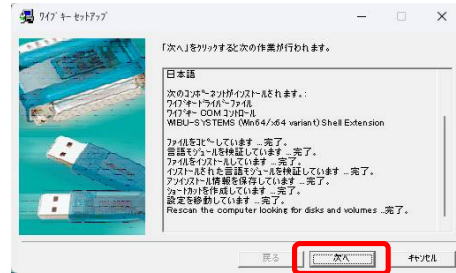 ワイブキー セットアップ
「次へ」をクリックすると次の作業が行われます。
日本語
次のコンポーネントがインストールされます。:
ワイブキードライバーファイル
ワイブキー COM コントロール
WIBU-SYSTEMS (Win64/x64 variant) Shell Extension
ファイルをコピーしています ...完了。
言語モジュールを検証しています ...完了。
ファイルをインストールしています ...完了。
インストールされた言語モジュールを検証しています ...完了。
アンインストール情報を保存しています ...完了。
ショートカットを作成しています ...完了。
設定を移動しています ...完了。
Rescan the computer looking for disks and volumes ...完了。
戻る
次へ
キャンセル